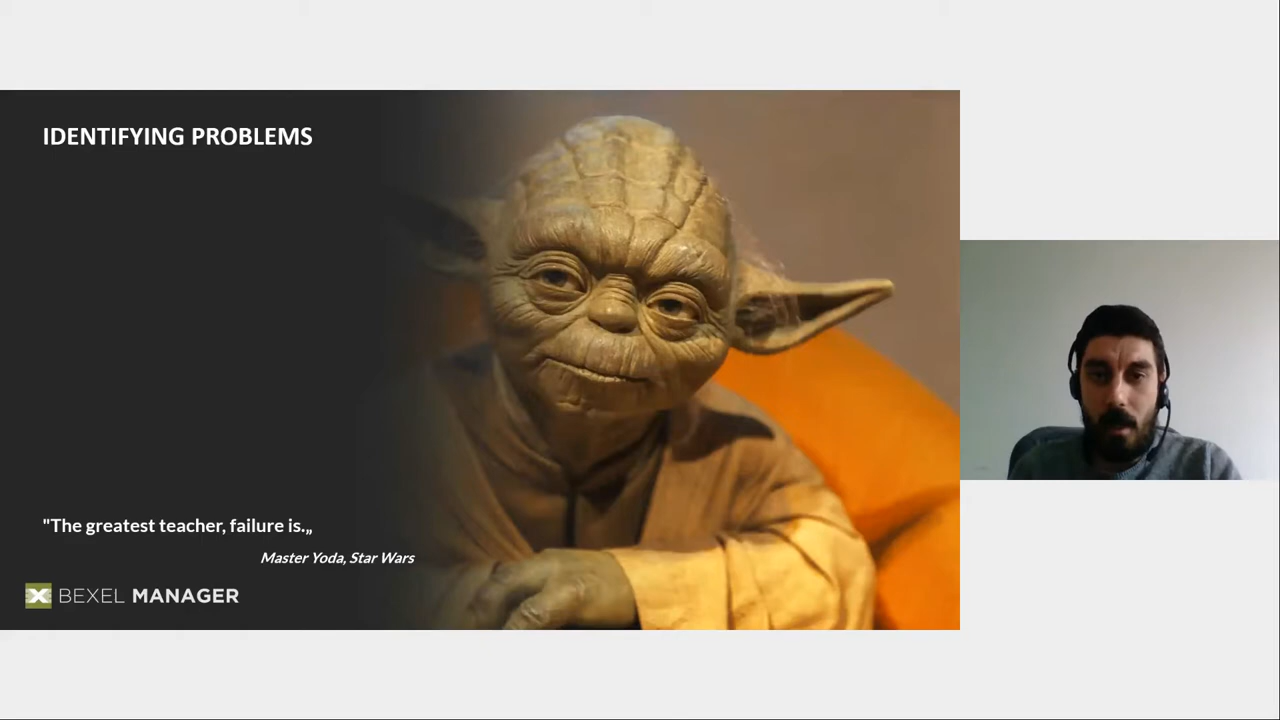 IDENTIFYING PROBLEMS
"The greatest teacher, failure is.„
Master Yoda, Star Wars
BEXEL MANAGER